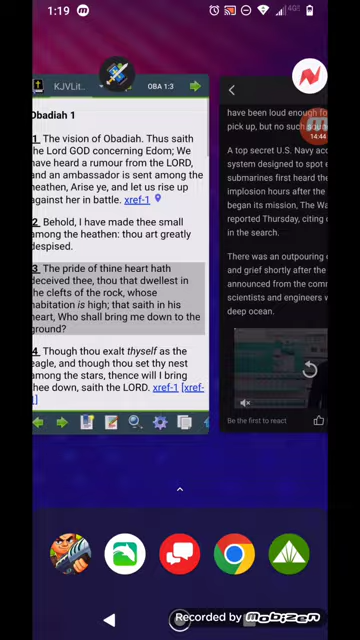 1:19
4G
KJVLit..
OBA 1:3
Obadiah 1
1 The vision of Obadiah. Thus saith
the Lord GOD concerning Edom; We
have heard a rumour from the LORD,
and an ambassador is sent among the
heathen, Arise ye, and let us rise up
against her in battle. xref-1
2 Behold, I have made thee small
among the heathen: thou art greatly
despised.
3 The pride of thine heart hath
deceived thee, thou that dwellest in
the clefts of the rock, whose
habitation is high; that saith in his
heart, Who shall bring me down to the
ground?
4 Though thou exalt thyself as the
eagle, and though thou set thy nest
among the stars, thence will I bring
thee down, saith the LORD. xref-1 [xref-
1]
have been loud enough
pick up, but no such
14:44
A top secret U.S. Navy
system designed to spot
submarines first heard the
implosion hours after the
began its mission, The
reported Thursday, citing
in the search.
There was an outpouring
and grief shortly after the
announced from the
scientists and engineers
deep ocean.
Be the first to react
Recorded by mobizen